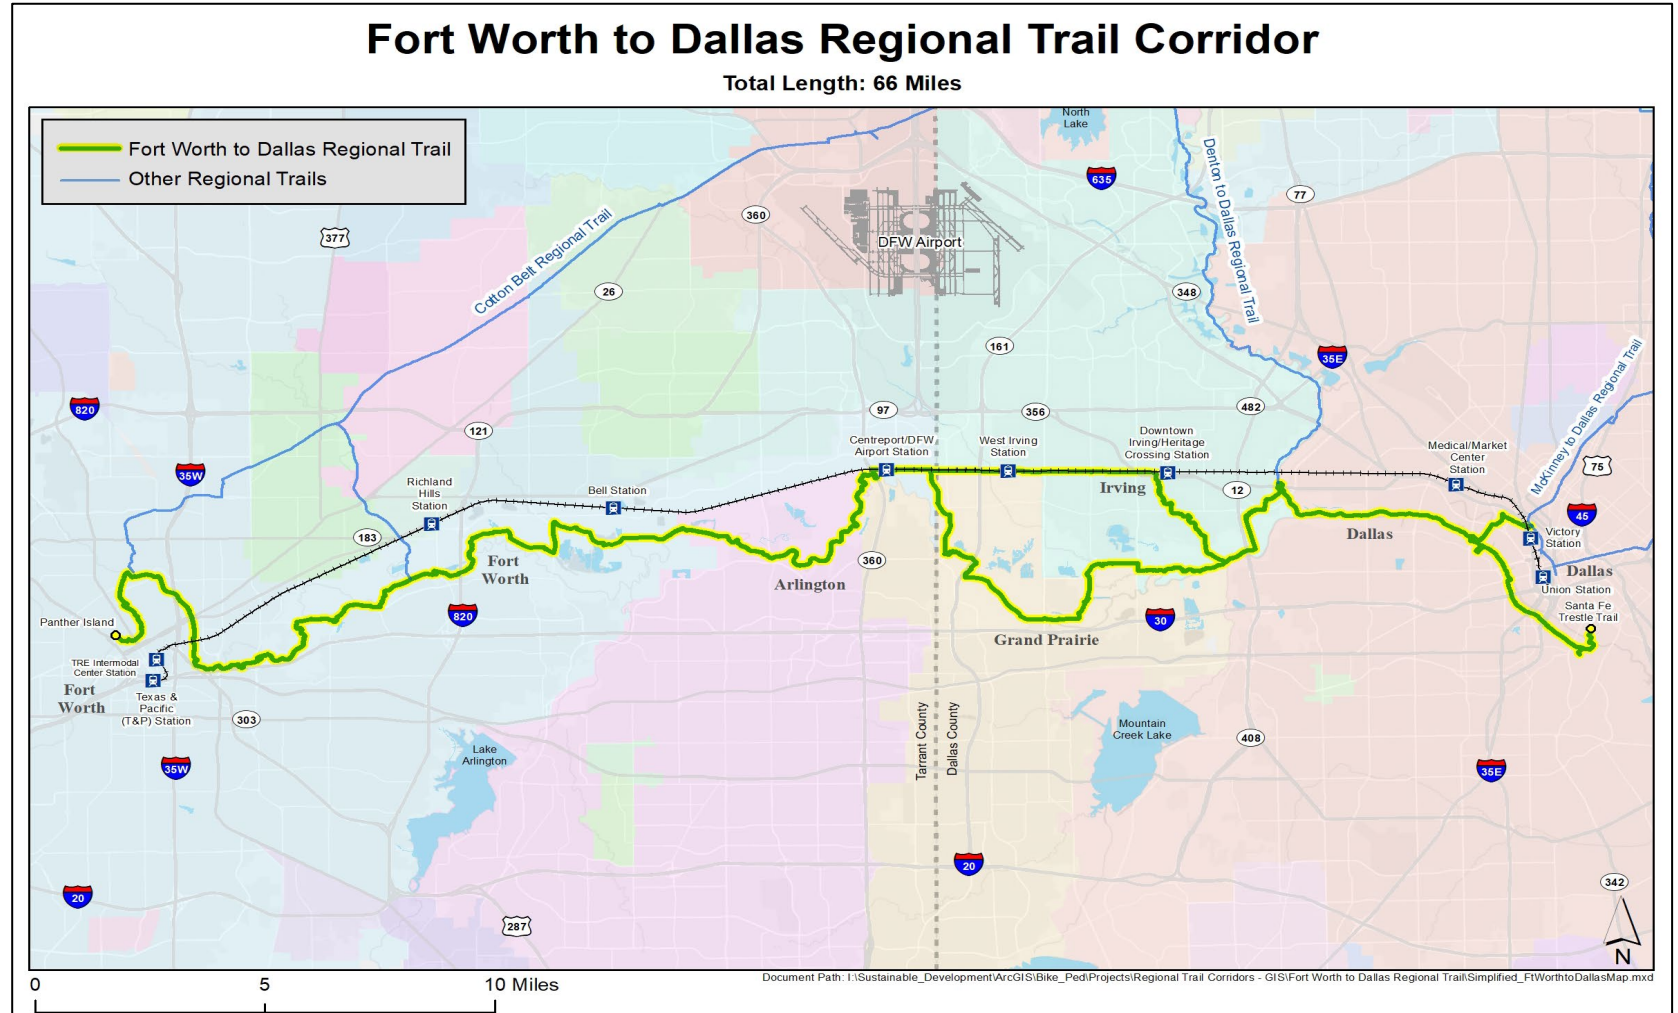 Fort Worth to Dallas Regional Trail Corridor
Total Length: 66 Miles
Fort Worth to Dallas Regional Trail
Other Regional Trails
North
Lake
635
77
360
377
DFW Airport
Cotton Belt Regional Trail
Denton to Dallas Regional Trail
26
348
161
35E
McKinney to Dallas Regional Trail
820
97
356
482
121
Centreport/DFW
Airport Station
West Irving
Station
Downtown
Irving/Heritage
Crossing Station
Medical/Market
Center
Station
75
35W
Richland
Hills
Station
Bell Station
Irving
12
45
183
Fort
Worth
Arlington
360
Dallas
Victory
Station
Dallas
Union Station
Santa Fe
Trestle Trail
820
30
Panther Island
Grand Prairie
TRE Intermodal
Center Station
Fort
Worth
Texas &
Pacific
(T&P) Station
303
Tarrant County
Dallas County
Mountain
Creek Lake
408
Lake
Arlington
35W
35E
20
20
342
287
N
0 5 10 Miles
Document Path: I:\Sustainable_Development\ArcGIS\Bike_Ped\Projects\Regional Trail Corridors - GIS\Fort Worth to Dallas Regional Trail\Simplified_FtWorthtoDallasMap.mxd